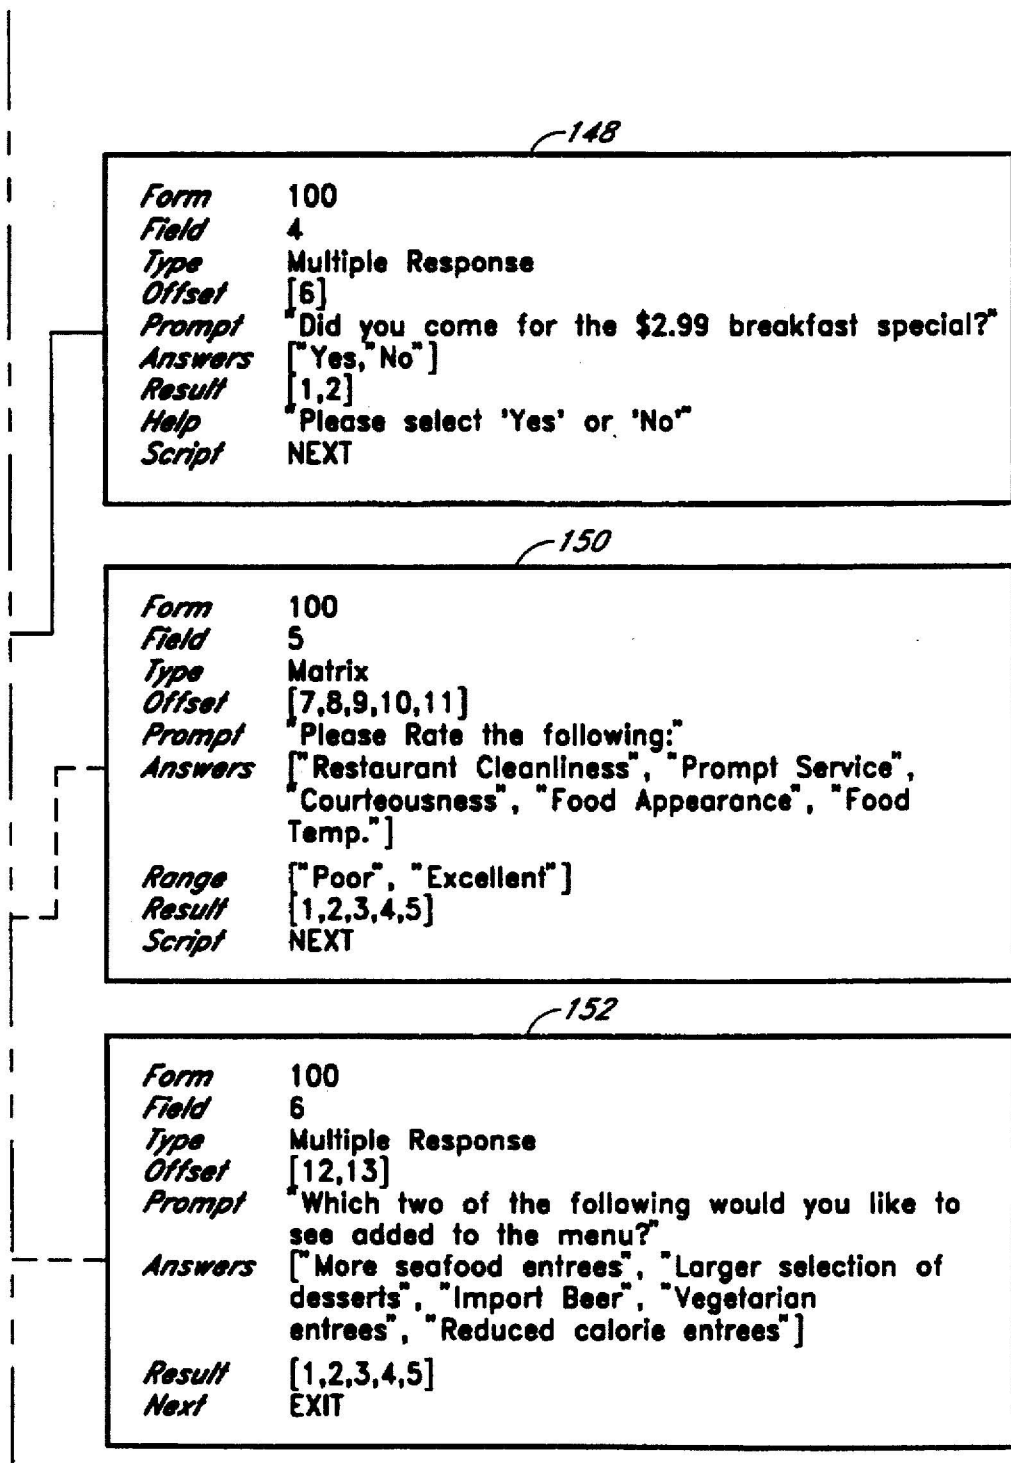 148
Form 100
Field 4
Type Multiple Response
Offset [6]
Prompt "Did you come for the $2.99 breakfast special?"
Answers ["Yes,"No"]
Result [1,2]
Help "Please select 'Yes' or 'No'"
Script NEXT
150
Form 100
Field 5
Type Matrix
Offset [7,8,9,10,11]
Prompt "Please Rate the following:"
Answers ["Restaurant Cleanliness", "Prompt Service",
"Courteousness", "Food Appearance", "Food
Temp."]
Range ["Poor", "Excellent"]
Result [1,2,3,4,5]
Script NEXT
152
Form 100
Field 6
Type Multiple Response
Offset [12,13]
Prompt "Which two of the following would you like to
see added to the menu?"
Answers ["More seafood entrees", "Larger selection of
desserts", "Import Beer", "Vegetarian
entrees", "Reduced calorie entrees"]
Result [1,2,3,4,5]
Next EXIT